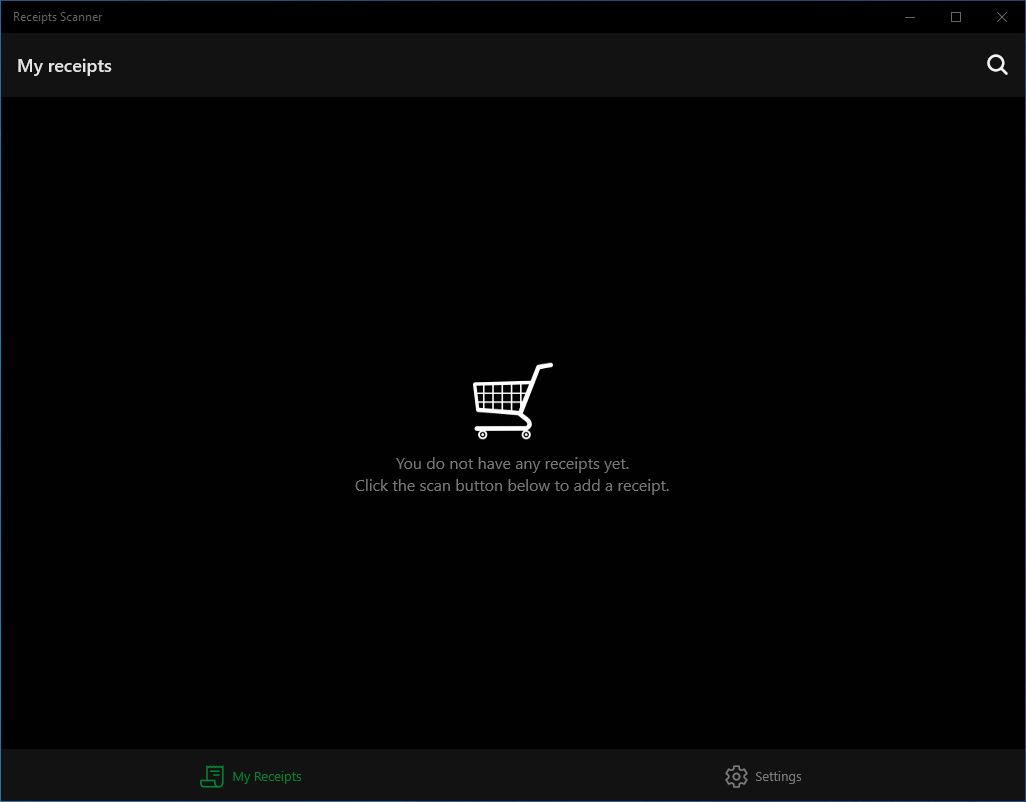 Receipts Scanner
My receipts
You do not have any receipts yet.
Click the scan button below to add a receipt.
My Receipts
Settings